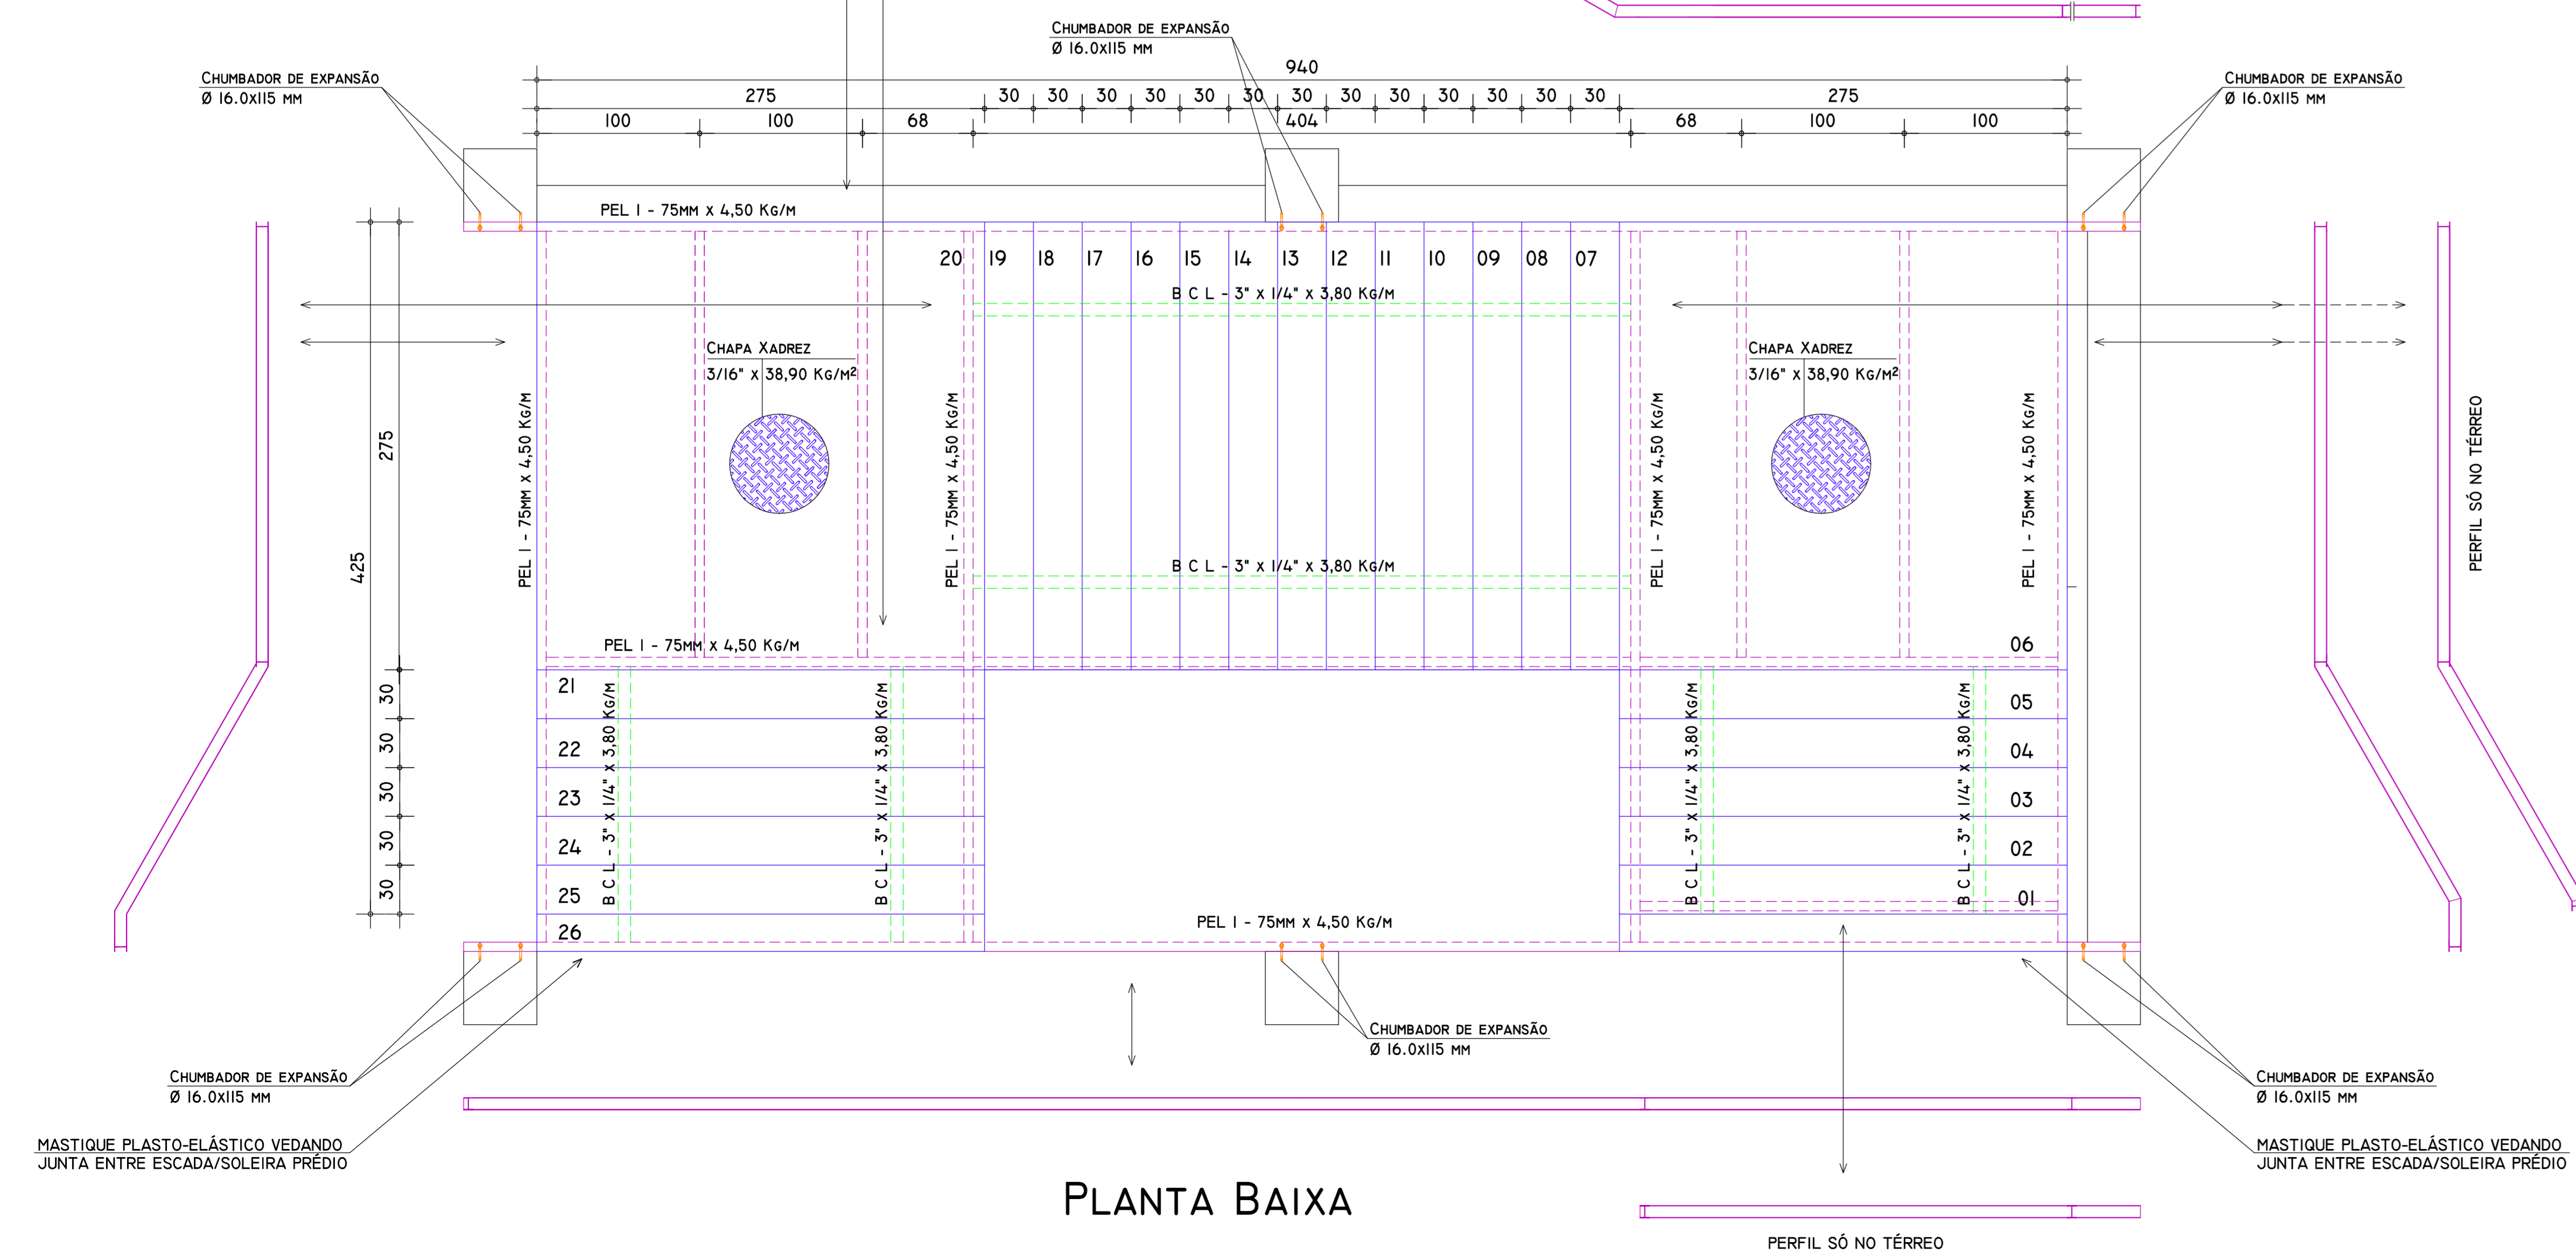 CHUMBADOR DE EXPANSÃO
Ø 16.0X115 MM
CHUMBADOR DE EXPANSÃO
Ø 16.0X115 MM
CHUMBADOR DE EXPANSÃO
Ø 16.0X115 MM
940
275
30 30 30 30 30 30 30 30 30 30 30 30 30
275
100 100 68 404 68 100 100
PEL I - 75MM X 4,50 KG/M
20 19 18 17 16 15 14 13 12 11 10 09 08 07
B C L - 3" X 1/4" X 3,80 KG/M
CHAPA XADREZ
3/16" X 38,90 KG/M²
CHAPA XADREZ
3/16" X 38,90 KG/M²
PEL I - 75MM X 4,50 KG/M
PEL I - 75MM X 4,50 KG/M
PEL I - 75MM X 4,50 KG/M
PEL I - 75MM X 4,50 KG/M
PERFIL SÓ NO TÉRREO
275
425
B C L - 3" X 1/4" X 3,80 KG/M
PEL I - 75MM X 4,50 KG/M
06
30
30
30
30
30
21
22
23
24
25
26
B C L - 3" X 1/4" X 3,80 KG/M
B C L - 3" X 1/4" X 3,80 KG/M
B C L - 3" X 1/4" X 3,80 KG/M
B C L - 3" X 1/4" X 3,80 KG/M
05
04
03
02
01
PEL I - 75MM X 4,50 KG/M
CHUMBADOR DE EXPANSÃO
Ø 16.0X115 MM
CHUMBADOR DE EXPANSÃO
Ø 16.0X115 MM
CHUMBADOR DE EXPANSÃO
Ø 16.0X115 MM
MASTIQUE PLASTO-ELÁSTICO VEDANDO
JUNTA ENTRE ESCADA/SOLEIRA PRÉDIO
MASTIQUE PLASTO-ELÁSTICO VEDANDO
JUNTA ENTRE ESCADA/SOLEIRA PRÉDIO
PLANTA BAIXA
PERFIL SÓ NO TÉRREO